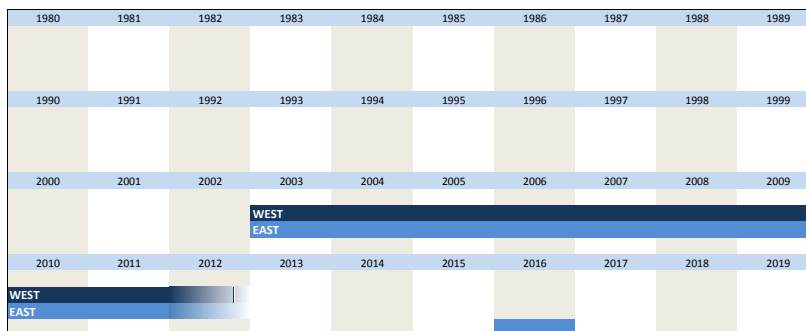 1980 1981 1982 1983 1984 1985 1986 1987 1988 1989
1990 1991 1992 1993 1994 1995 1996 1997 1998 1999
2000 2001 2002 2003 2004 2005 2006 2007 2008 2009
WEST
EAST
2010 2011 2012 2013 2014 2015 2016 2017 2018 2019
WEST
EAST